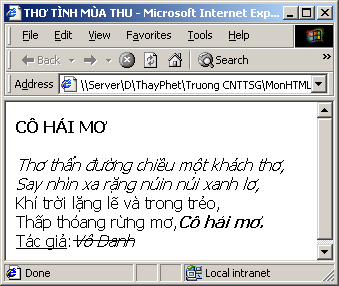 THƠ TÌNH MÙA THU - Microsoft Internet Exp...
File Edit View Favorites Tools Help
Back Search
Address \\Server\D\ThayPhet\Truong CNTTSG\MonHTML
CÔ HÁI MƠ
Thơ thẩn đường chiều một khách thơ,
Say nhìn xa rặng núin núi xanh lơ,
Khí trời lặng lẽ và trong trẻo,
Thấp thóang rừng mơ,Cô hái mơ.
Tác giả:Vô Danh
Done Local intranet